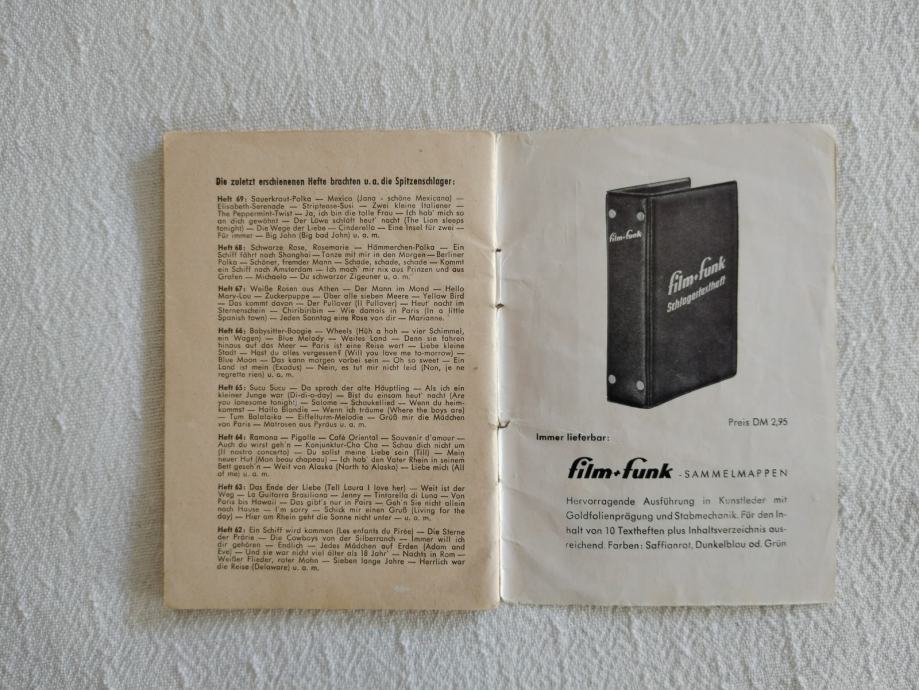 Die zuletzt erschienenen Hefte brachten u. a. die Spitzenschlager:
Heft 69: Sauerkraut-Polka — Mexico (Jana - schöne Mexicana) —
Elisabeth-Serenade — Striptease-Susi — Zwei kleine Italiener —
The Peppermint-Twist — Ja, ich bin die tolle Frau — Ich hab' mich so
an dich gewöhnt — Der Löwe schläft heut' nacht (The Lion sleeps
tonight) — Die Wege der Liebe — Cinderella — Eine Insel für zwei —
Für immer — Big John (Big bad John) u. a. m.
Heft 68: Schwarze Rose, Rosemarie — Hämmerchen-Polka — Ein
Schiff fährt nach Shanghai — Tanze mit mir in den Morgen — Berliner
Polka — Schöner, fremder Mann — Schade, schade, schade — Kommt
ein Schiff nach Amsterdam — Ich mach' mir nix aus Prinzen und aus
Grafen — Michaela — Du schwarzer Zigeuner u. a. m.
Heft 67: Weiße Rosen aus Athen — Der Mann im Mond — Hello
Mary-Lou — Zuckerpuppe — Über alle sieben Meere — Yellow Bird
— Das kommt davon — Der Pullover (Il Pullover) — Heut' nacht im
Sternenschein — Chiribiribin — Wie damals in Paris (In a little
Spanish town) — Jeden Sonntag eine Rose von dir — Marianne.
Heft 66: Babysitter-Boogie — Wheels (Hüh a hoh — vier Schimmel,
ein Wagen) — Blue Melody — Weites Land — Denn sie fahren
hinaus auf das Meer — Paris ist eine Reise wert — Liebe kleine
Stadt — Hast du alles vergessen? (Will you love me to-morrow) —
Blue Moon — Das kann morgen vorbei sein — Oh so sweet — Ein
Land ist mein (Exodus) — Nein, es tut mir nicht leid (Non, je ne
regrette rien) u. a. m.
Heft 65: Sucu Sucu — Da sprach der alte Häuptling — Als ich ein
kleiner Junge war (Di-di-o-day) — Bist du einsam heut' nacht (Are
you lonesome tonight) — Salome — Schaukellied — Wenn du heim-
kommst — Hallo Blondie — Wenn ich träume (Where the boys are)
— Tum Balalaika — Eiffelturm-Melodie — Grüß mir die Mädchen
von Paris — Matrosen aus Pyräus u. a. m.
Heft 64: Ramona — Pigalle — Café Oriental — Souvenir d'amour —
Auch du wirst geh'n — Konjunktur-Cha Cha — Schau dich nicht um
(Il nostro concerto) — Du sollst meine Liebe sein (Till) — Mein
neuer Hut (Mon beau chapeau) — Ich hab' den Vater Rhein in seinem
Bett gesch'n — Weit von Alaska (North to Alaska) — Liebe mich (All
of me) u. a. m.
Heft 63: Das Ende der Liebe (Tell Laura I love her) — Weit ist der
Weg — La Guitarra Brasiliana — Jenny — Tintarella di Luna — Von
Paris bis Hawaii — Das gibt's nur in Paris — Geh'n Sie nicht allein
nach Hause — I'm sorry — Schick mir einen Gruß (Living for the
day) — Hier am Rhein geht die Sonne nicht unter — u. a. m.
Heft 62: Ein Schiff wird kommen (Les enfants du Pirée) — Die Sterne
der Prärie — Die Cowboys von der Silberranch — Immer will ich
dir gehören — Endlich — Jedes Mädchen auf Erden (Adam and
Eve) — Und sie war nicht viel älter als 18 Jahr' — Nachts in Rom —
Weißer Flieder, roter Mohn — Sieben lange Jahre — Herrlich war
die Reise (Delaware) u. a. m.
film+funk
film+funk
Schlagertextheft
Preis DM 2,95
Immer lieferbar:
film+funk - SAMMELMAPPEN
Hervorragende Ausführung in Kunstleder mit
Goldfolienprägung und Stabmechanik. Für den In-
halt von 10 Textheften plus Inhaltsverzeichnis aus-
reichend. Farben: Saffianrot, Dunkelblau od. Grün